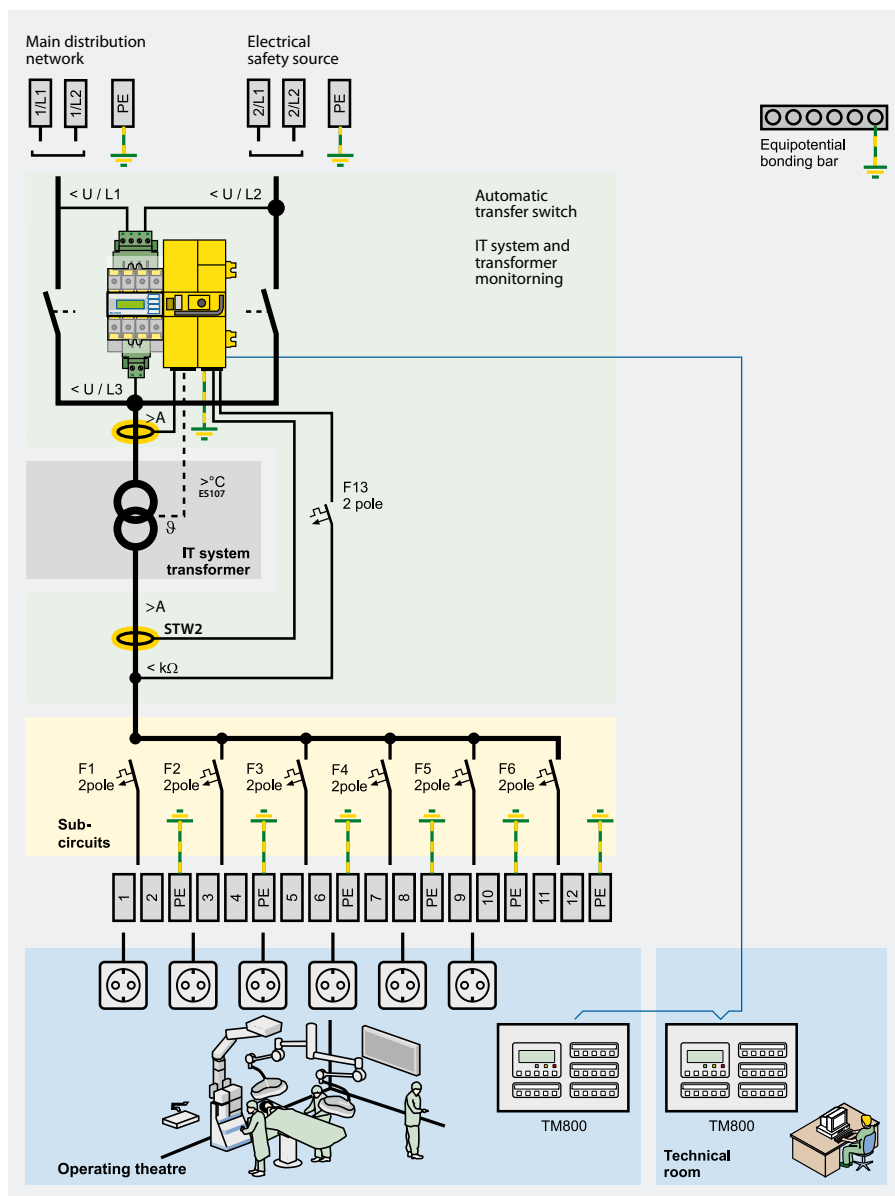 Main distribution
network
Electrical
safety source
1/L1
1/L2
PE
2/L1
2/L2
PE
Equipotential
bonding bar
< U / L1
< U / L2
Automatic
transfer switch
IT system and
transformer
monitorning
< U / L3
>A
>°C
ES107
F13
2 pole
ϑ
IT system
transformer
>A
STW2
< kΩ
F1
2pole
F2
2pole
F3
2pole
F4
2pole
F5
2pole
F6
2pole
Sub-
circuits
1
2
PE
3
4
PE
5
6
PE
7
8
PE
9
10
PE
11
12
PE
TM800
TM800
Operating theatre
Technical
room